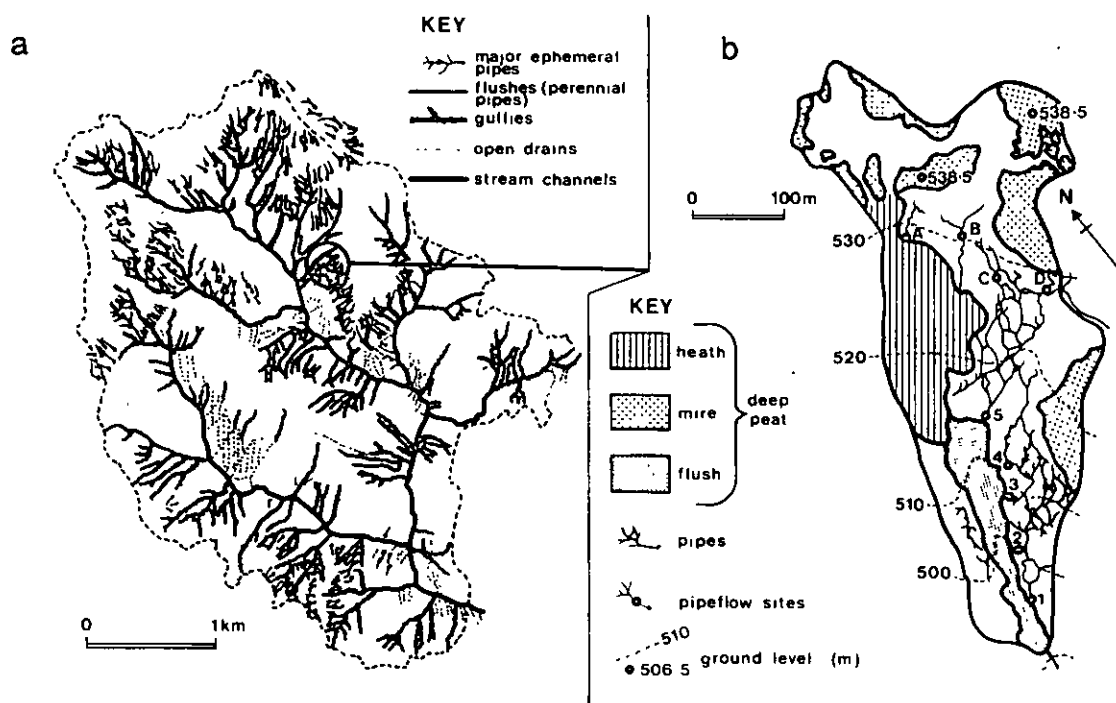 a
KEY
major ephemeral
pipes
flushes (perennial
pipes)
gullies
open drains
stream channels
0 1km
b
538·5
538·5
0 100m
N
530
A
B
C
D
520
5
4
3
510
2
500
1
KEY
heath
mire
flush
deep
peat
pipes
pipeflow sites
510
506 5 ground level (m)